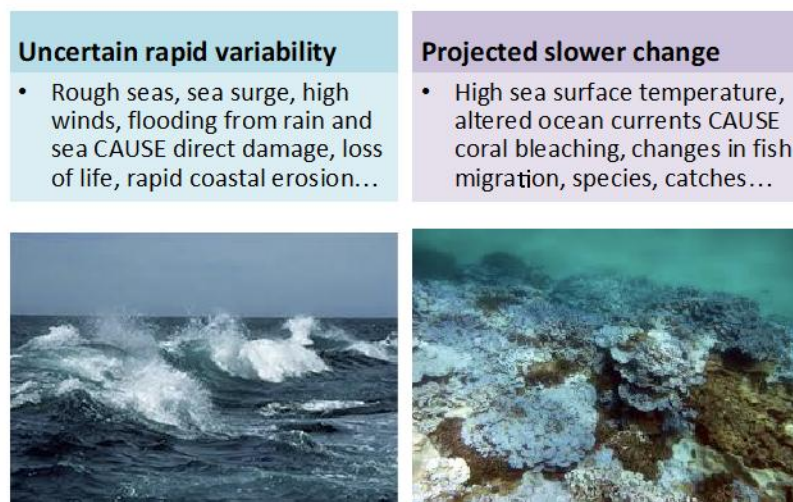 Uncertain rapid variability
• Rough seas, sea surge, high
winds, flooding from rain and
sea CAUSE direct damage, loss
of life, rapid coastal erosion…
Projected slower change
• High sea surface temperature,
altered ocean currents CAUSE
coral bleaching, changes in fish
migration, species, catches…